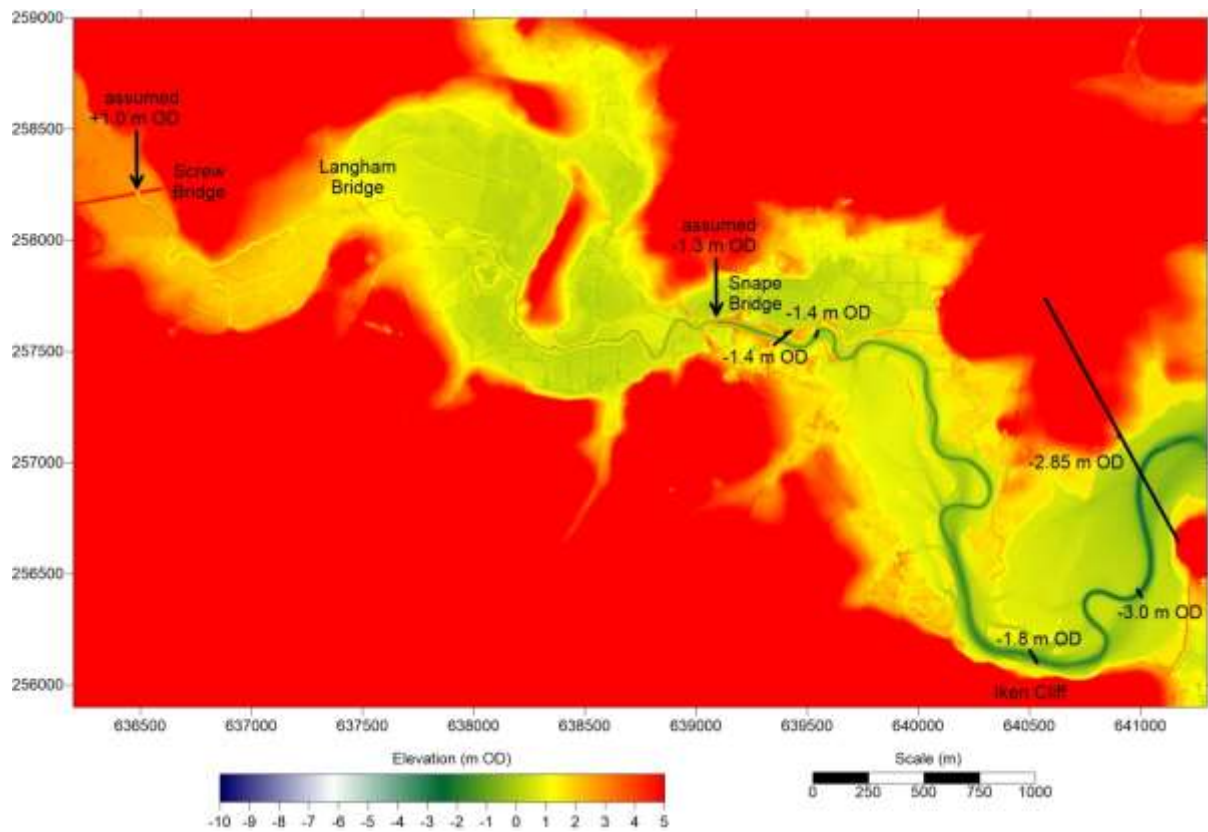 259000
258500
258000
257500
257000
256500
256000
assumed
+1.0 m OD
Screw
Bridge
Langham
Bridge
assumed
-1.3 m OD
Snape
Bridge
-1.4 m OD
-1.4 m OD
-2.85 m OD
-3.0 m OD
-1.8 m OD
Iken Cliff
636500 637000 637500 638000 638500 639000 639500 640000 640500 641000
Elevation (m OD)
-10 -9 -8 -7 -6 -5 -4 -3 -2 -1 0 1 2 3 4 5
Scale (m)
0 250 500 750 1000